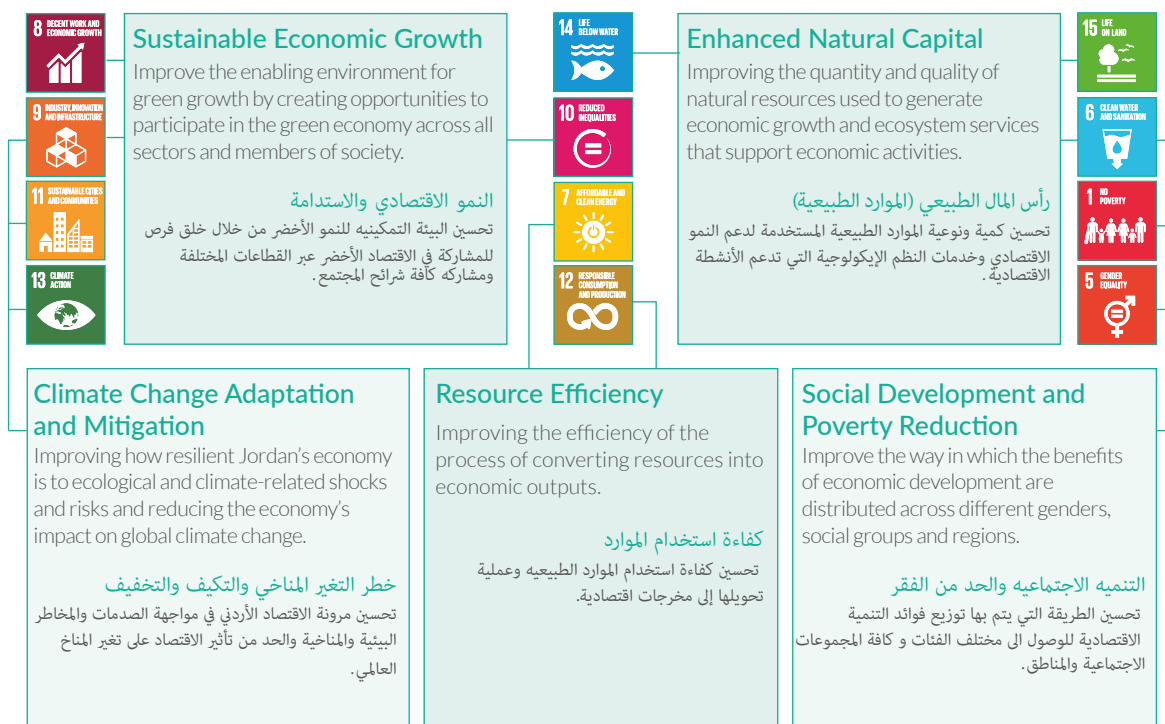 8 DECENT WORK AND
ECONOMIC GROWTH
9 INDUSTRY, INNOVATION
AND INFRASTRUCTURE
11 SUSTAINABLE CITIES
AND COMMUNITIES
13 CLIMATE
ACTION
Sustainable Economic Growth
Improve the enabling environment for
green growth by creating opportunities to
participate in the green economy across all
sectors and members of society.
النمو الاقتصادي والاستدامة
تحسين البيئة التمكينيه للنمو الأخضر من خلال خلق فرص
للمشاركة في الاقتصاد الأخضر عبر القطاعات المختلفة
ومشاركه كافة شرائح المجتمع.
14 LIFE
BELOW WATER
10 REDUCED
INEQUALITIES
7 AFFORDABLE AND
CLEAN ENERGY
12 RESPONSIBLE
CONSUMPTION
AND PRODUCTION
Enhanced Natural Capital
Improving the quantity and quality of
natural resources used to generate
economic growth and ecosystem services
that support economic activities.
رأس المال الطبيعي (الموارد الطبيعية)
تحسين كمية ونوعية الموارد الطبيعية المستخدمة لدعم النمو
الاقتصادي وخدمات النظم الإيكولوجية التي تدعم الأنشطة
الاقتصادية.
15 LIFE
ON LAND
6 CLEAN WATER
AND SANITATION
1 NO
POVERTY
5 GENDER
EQUALITY
Climate Change Adaptation
and Mitigation
Improving how resilient Jordan's economy
is to ecological and climate-related shocks
and risks and reducing the economy's
impact on global climate change.
خطر التغير المناخي والتكيف والتخفيف
تحسين مرونة الاقتصاد الأردني في مواجهة الصدمات والمخاطر
البيئية والمناخية والحد من تأثير الاقتصاد على تغير المناخ
العالمي.
Resource Efficiency
Improving the efficiency of the
process of converting resources into
economic outputs.
كفاءة استخدام الموارد
تحسين كفاءة استخدام الموارد الطبيعيه وعملية
تحويلها إلى مخرجات اقتصادية.
Social Development and
Poverty Reduction
Improve the way in which the benefits
of economic development are
distributed across different genders,
social groups and regions.
التنميه الاجتماعيه والحد من الفقر
تحسين الطريقة التي يتم بها توزيع فوائد التنمية
الاقتصادية للوصول الى مختلف الفئات و كافة المجموعات
الاجتماعية والمناطق.